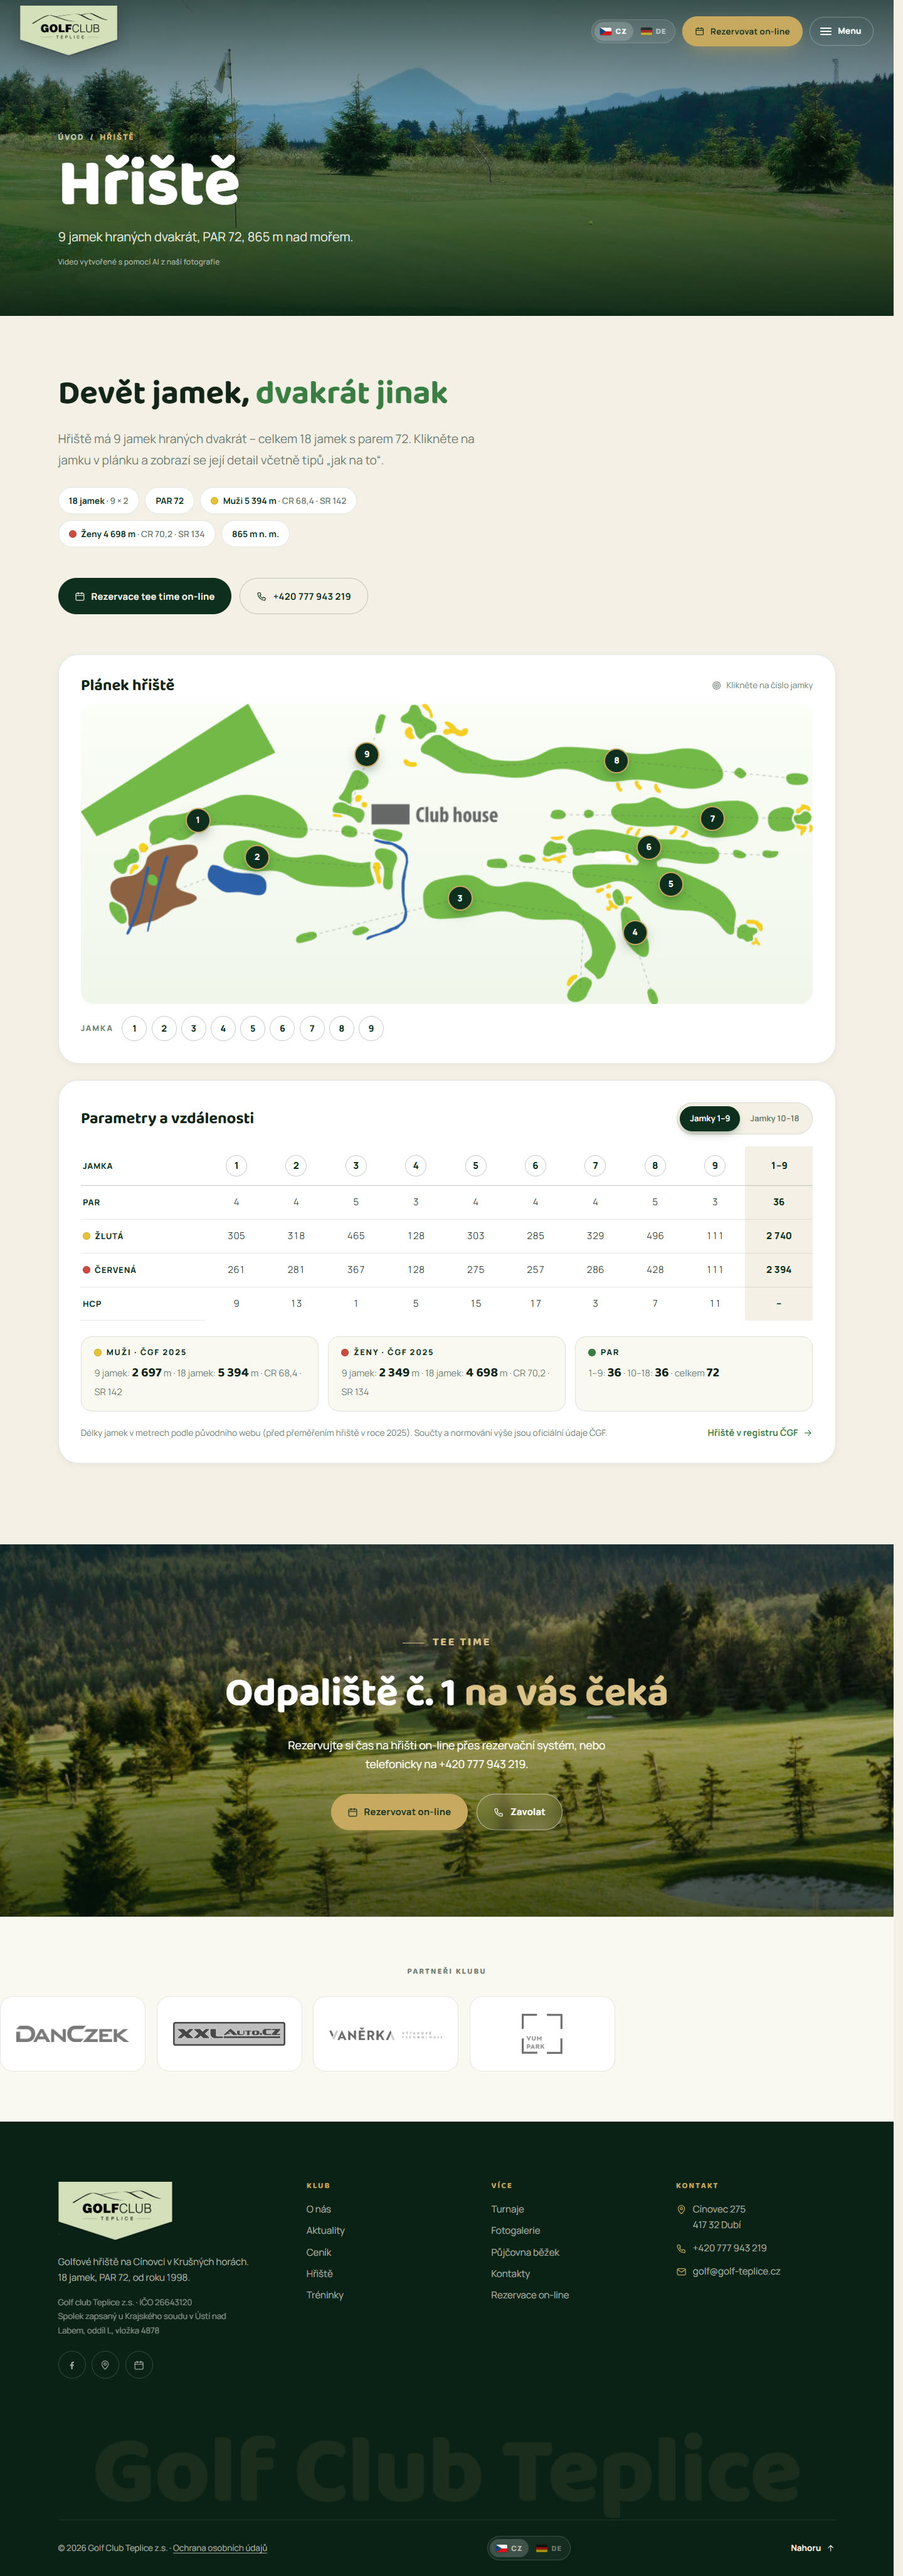 GOLFCLUB
TEPLICE
CZ
DE
Rezervovat on-line
Menu
ÚVOD / HŘIŠTĚ
Hřiště
9 jamek hraných dvakrát, PAR 72, 865 m nad mořem.
Video vytvořené s pomocí AI z naší fotografie
Devět jamek, dvakrát jinak
Hřiště má 9 jamek hraných dvakrát – celkem 18 jamek s parem 72. Klikněte na
jamku v plánku a zobrazí se její detail včetně tipů „jak na to“.
18 jamek · 9 × 2
PAR 72
Muži 5 394 m · CR 68,4 · SR 142
Ženy 4 698 m · CR 70,2 · SR 134
865 m n. m.
Rezervace tee time on-line
+420 777 943 219
Plánek hřiště
Klikněte na číslo jamky
9
8
1
Club house
7
2
6
5
3
4
JAMKA 1 2 3 4 5 6 7 8 9
Parametry a vzdálenosti
Jamky 1–9
Jamky 10–18
JAMKA 1 2 3 4 5 6 7 8 9 1–9
PAR 4 4 5 3 4 4 4 5 3 36
ŽLUTÁ 305 318 465 128 303 285 329 496 111 2 740
ČERVENÁ 261 281 367 128 275 257 286 428 111 2 394
HCP 9 13 1 5 15 17 3 7 11 –
MUŽI · ČGF 2025
9 jamek: 2 697 m · 18 jamek: 5 394 m · CR 68,4 ·
SR 142
ŽENY · ČGF 2025
9 jamek: 2 349 m · 18 jamek: 4 698 m · CR 70,2 ·
SR 134
PAR
1–9: 36 · 10–18: 36 · celkem 72
Délky jamek v metrech podle původního webu (před přeměřením hřiště v roce 2025). Součty a normování výše jsou oficiální údaje ČGF.
Hřiště v registru ČGF →
TEE TIME
Odpaliště č. 1 na vás čeká
Rezervujte si čas na hřišti on-line přes rezervační systém, nebo
telefonicky na +420 777 943 219.
Rezervovat on-line
Zavolat
PARTNEŘI KLUBU
DANCZEK
XXL AUTO.CZ
VANĚRKA
VUM
PARK
GOLFCLUB
TEPLICE
Golfové hřiště na Cínovci v Krušných horách.
18 jamek, PAR 72, od roku 1998.
Golf club Teplice z.s. · IČO 26643120
Spolek zapsaný u Krajského soudu v Ústí nad
Labem, oddíl L, vložka 4878
KLUB
O nás
Aktuality
Ceník
Hřiště
Tréninky
VÍCE
Turnaje
Fotogalerie
Půjčovna běžek
Kontakty
Rezervace on-line
KONTAKT
Cínovec 275
417 32 Dubí
+420 777 943 219
golf@golf-teplice.cz
Golf Club Teplice
© 2026 Golf Club Teplice z.s. · Ochrana osobních údajů
CZ
DE
Nahoru ↑